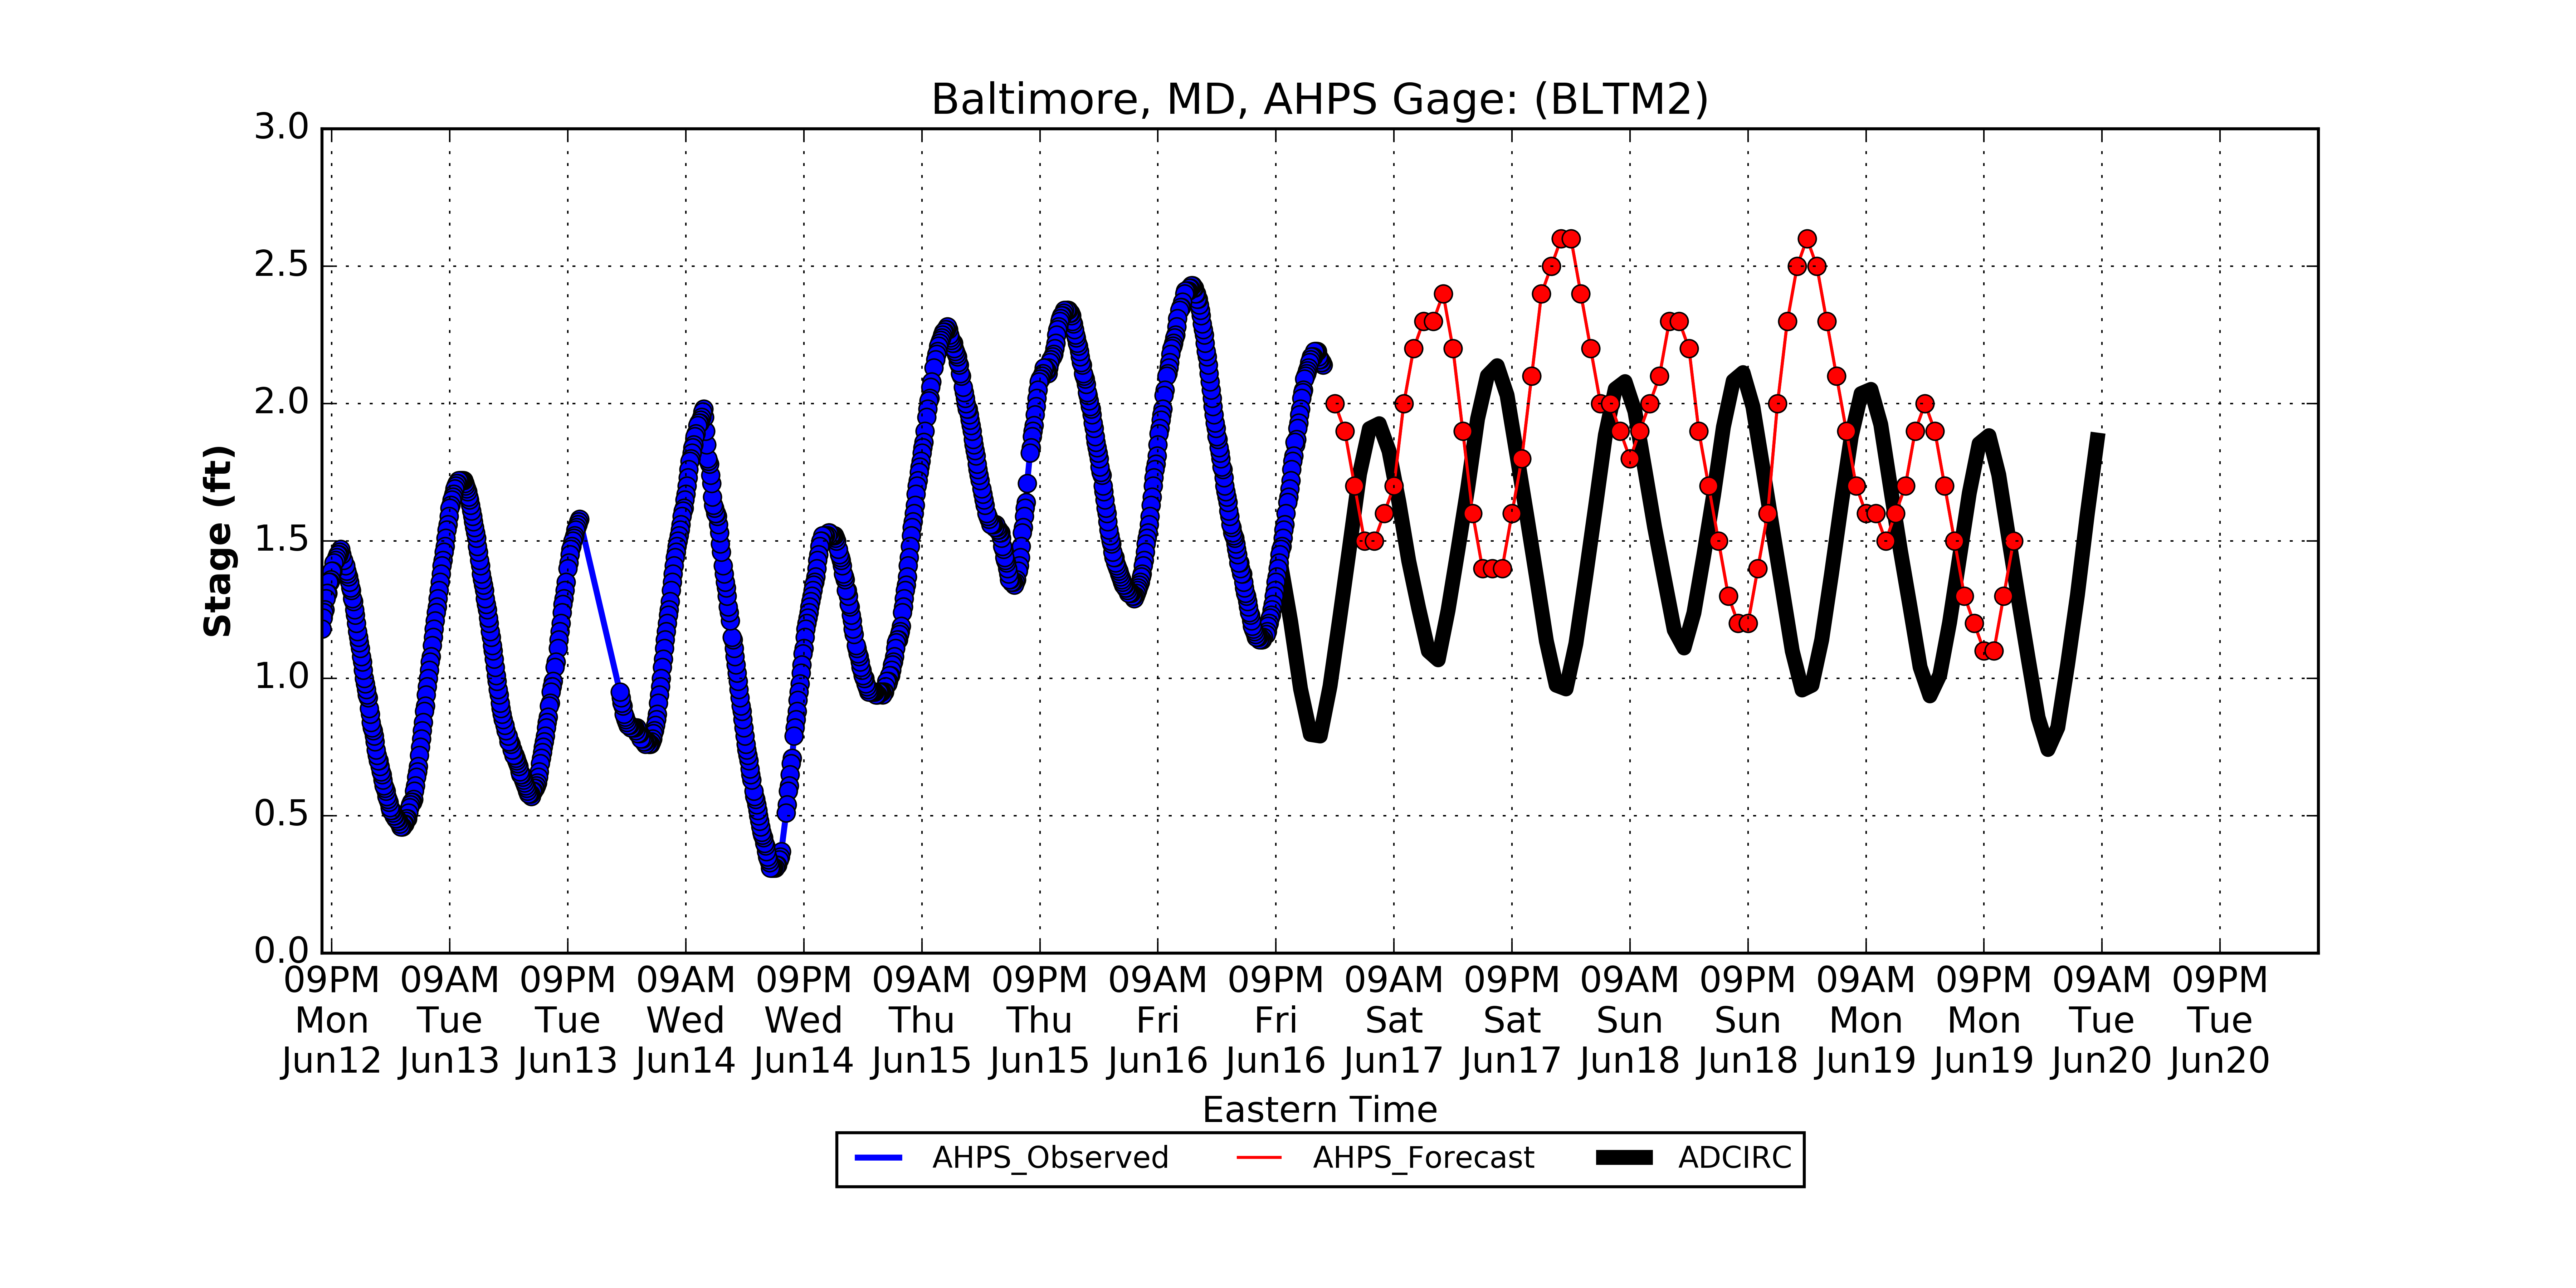 Baltimore, MD, AHPS Gage: (BLTM2)
3.0
2.5
2.0
1.5
1.0
0.5
0.0
Stage (ft)
09PM 09AM 09PM 09AM 09PM 09AM 09PM 09AM 09PM 09AM 09PM 09AM 09PM 09AM 09PM 09AM 09PM
Mon Tue Tue Wed Wed Thu Thu Fri Fri Sat Sat Sun Sun Mon Mon Tue Tue
Jun12 Jun13 Jun13 Jun14 Jun14 Jun15 Jun15 Jun16 Jun16 Jun17 Jun17 Jun18 Jun18 Jun19 Jun19 Jun20 Jun20
Eastern Time
AHPS_Observed AHPS_Forecast ADCIRC